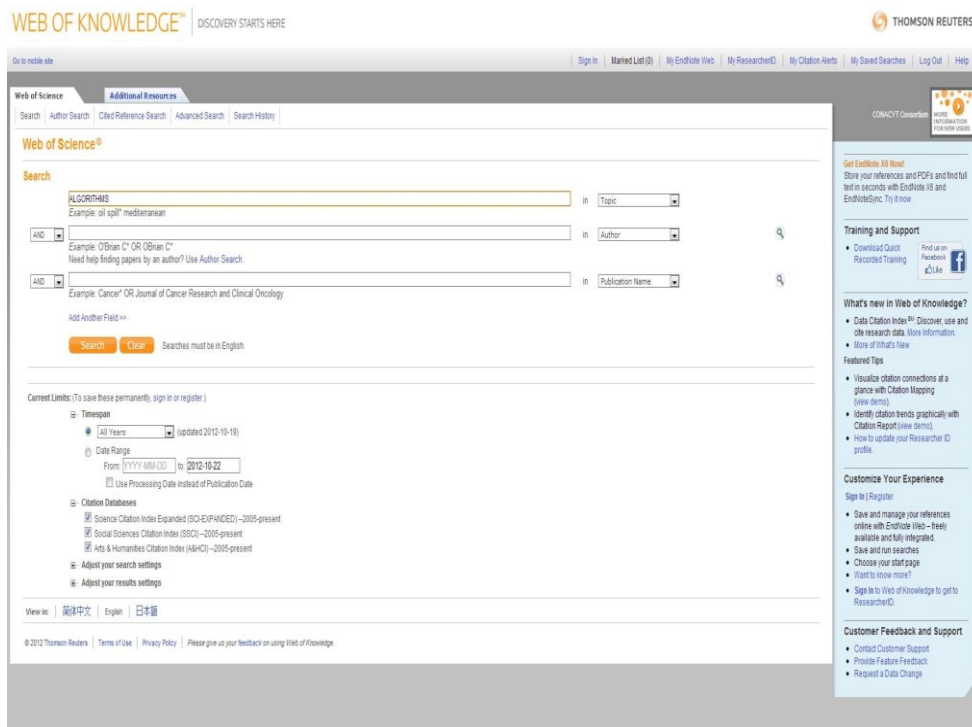 WEB OF KNOWLEDGE℠ DISCOVERY STARTS HERE
THOMSON REUTERS
Go to mobile site
Sign In | Marked List (0) | My EndNote Web | My ResearcherID | My Citation Alerts | My Saved Searches | Log Out | Help
Web of Science
Additional Resources
Search | Author Search | Cited Reference Search | Advanced Search | Search History
Web of Science®
Search
ALGORITHMS in Topic
Example: oil spill* mediterranean
AND in Author
Example: O'Brian C* OR OBrian C*
Need help finding papers by an author? Use Author Search.
AND in Publication Name
Example: Cancer* OR Journal of Cancer Research and Clinical Oncology
Add Another Field >>
Search Clear Searches must be in English
Current Limits: (To save these permanently, sign in or register.)
Timespan
All Years (updated 2012-10-19)
Date Range
From: YYYY-MM-DD to: 2012-10-22
Use Processing Date instead of Publication Date
Citation Databases
Science Citation Index Expanded (SCI-EXPANDED) --2005-present
Social Sciences Citation Index (SSCI) --2005-present
Arts & Humanities Citation Index (A&HCI) --2005-present
Adjust your search settings
Adjust your results settings
View in: | 简体中文 | English | 日本語
© 2012 Thomson Reuters | Terms of Use | Privacy Policy | Please give us your feedback on using Web of Knowledge.
CONACYT Consortium
MORE
INFORMATION
FOR NEW USERS
Get EndNote X6 Now!
Store your references and PDFs and find full
text in seconds with EndNote X6 and
EndNoteSync. Try it now
Training and Support
Download Quick
Recorded Training
Find us on
Facebook
Like
What's new in Web of Knowledge?
Data Citation Index℠: Discover, use and
cite research data. More Information.
More of What's New
Featured Tips
Visualize citation connections at a
glance with Citation Mapping
(view demo).
Identify citation trends graphically with
Citation Report (view demo).
How to update your Researcher ID
profile.
Customize Your Experience
Sign In | Register
Save and manage your references
online with EndNote Web – freely
available and fully integrated.
Save and run searches
Choose your start page
Want to know more?
Sign In to Web of Knowledge to get to
ResearcherID.
Customer Feedback and Support
Contact Customer Support
Provide Feature Feedback
Request a Data Change